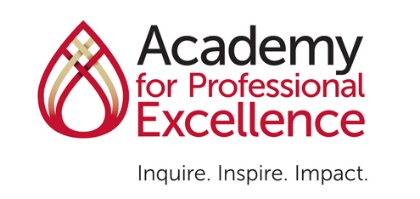 Academy
for Professional
Excellence
Inquire. Inspire. Impact.